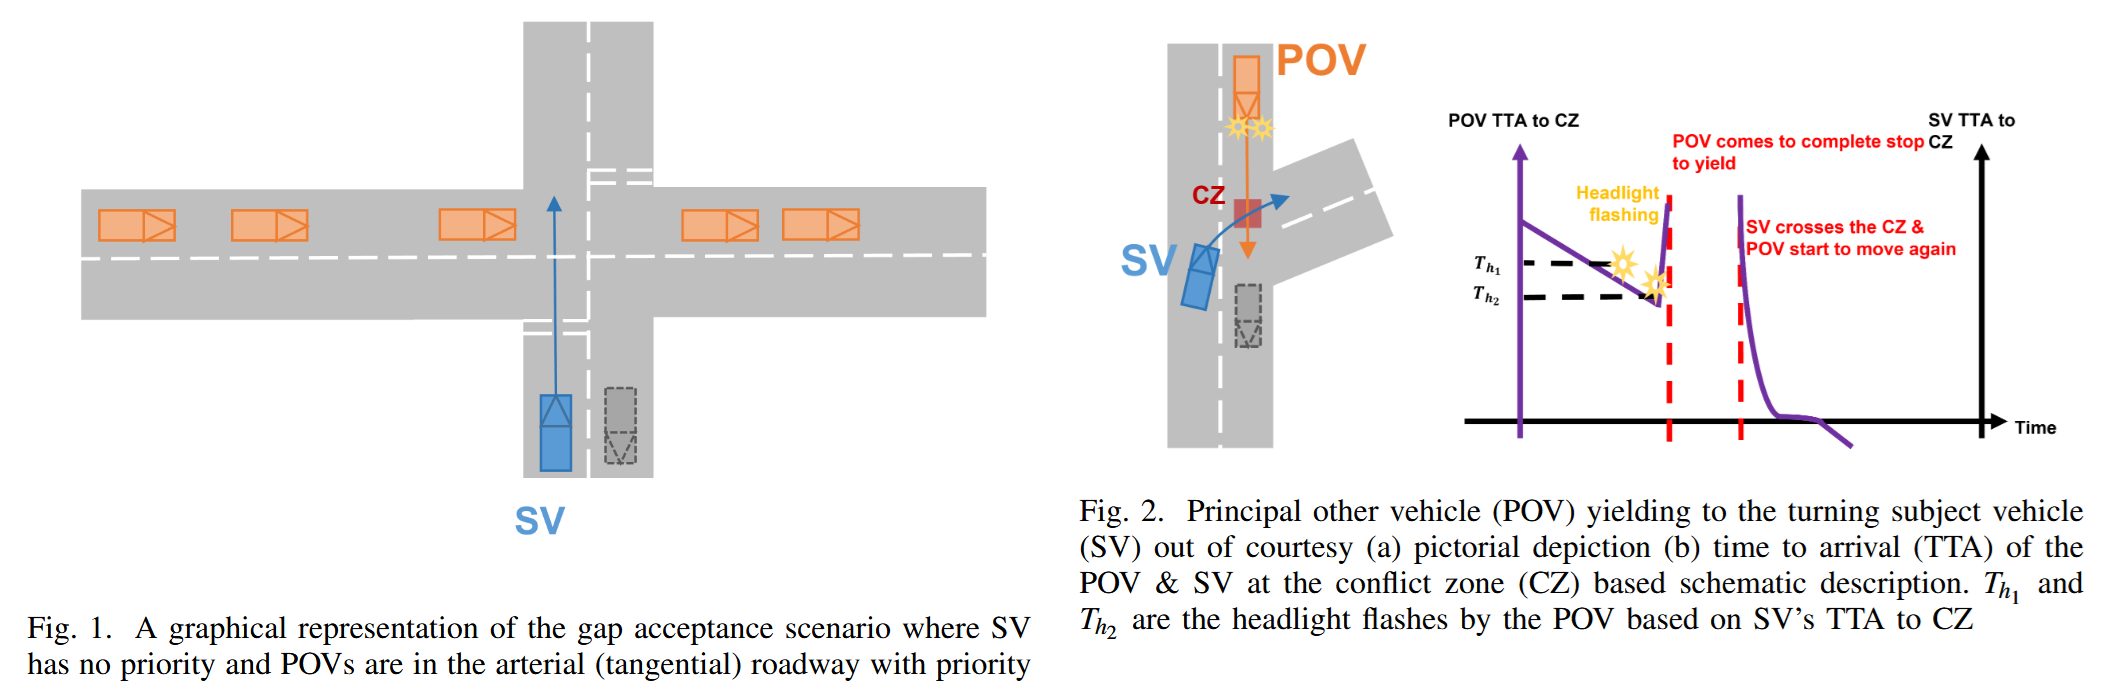 SV
Fig. 1. A graphical representation of the gap acceptance scenario where SV
has no priority and POVs are in the arterial (tangential) roadway with priority
POV
CZ
SV
POV TTA to CZ
SV TTA to
CZ
POV comes to complete stop
to yield
Headlight
flashing
SV crosses the CZ &
POV start to move again
T_{h_1}
T_{h_2}
Time
Fig. 2. Principal other vehicle (POV) yielding to the turning subject vehicle
(SV) out of courtesy (a) pictorial depiction (b) time to arrival (TTA) of the
POV & SV at the conflict zone (CZ) based schematic description. T_{h_1} and
T_{h_2} are the headlight flashes by the POV based on SV's TTA to CZ